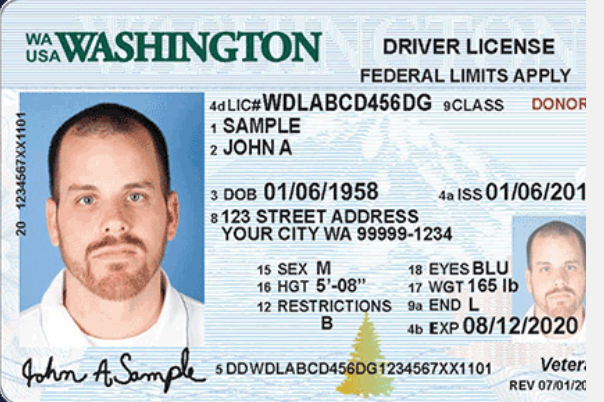 WA USA WASHINGTON
DRIVER LICENSE
FEDERAL LIMITS APPLY
4d LIC# WDLABCD456DG 9 CLASS DONOR
1 SAMPLE
2 JOHN A
3 DOB 01/06/1958 4a ISS 01/06/201
8 123 STREET ADDRESS
YOUR CITY WA 99999-1234
15 SEX M 18 EYES BLU
16 HGT 5'-08" 17 WGT 165 lb
12 RESTRICTIONS 9a END L
B 4b EXP 08/12/2020
20 1234567XX1101
John A Sample
5 DDWDLABCD456DG1234567XX1101
Vetera
REV 07/01/20